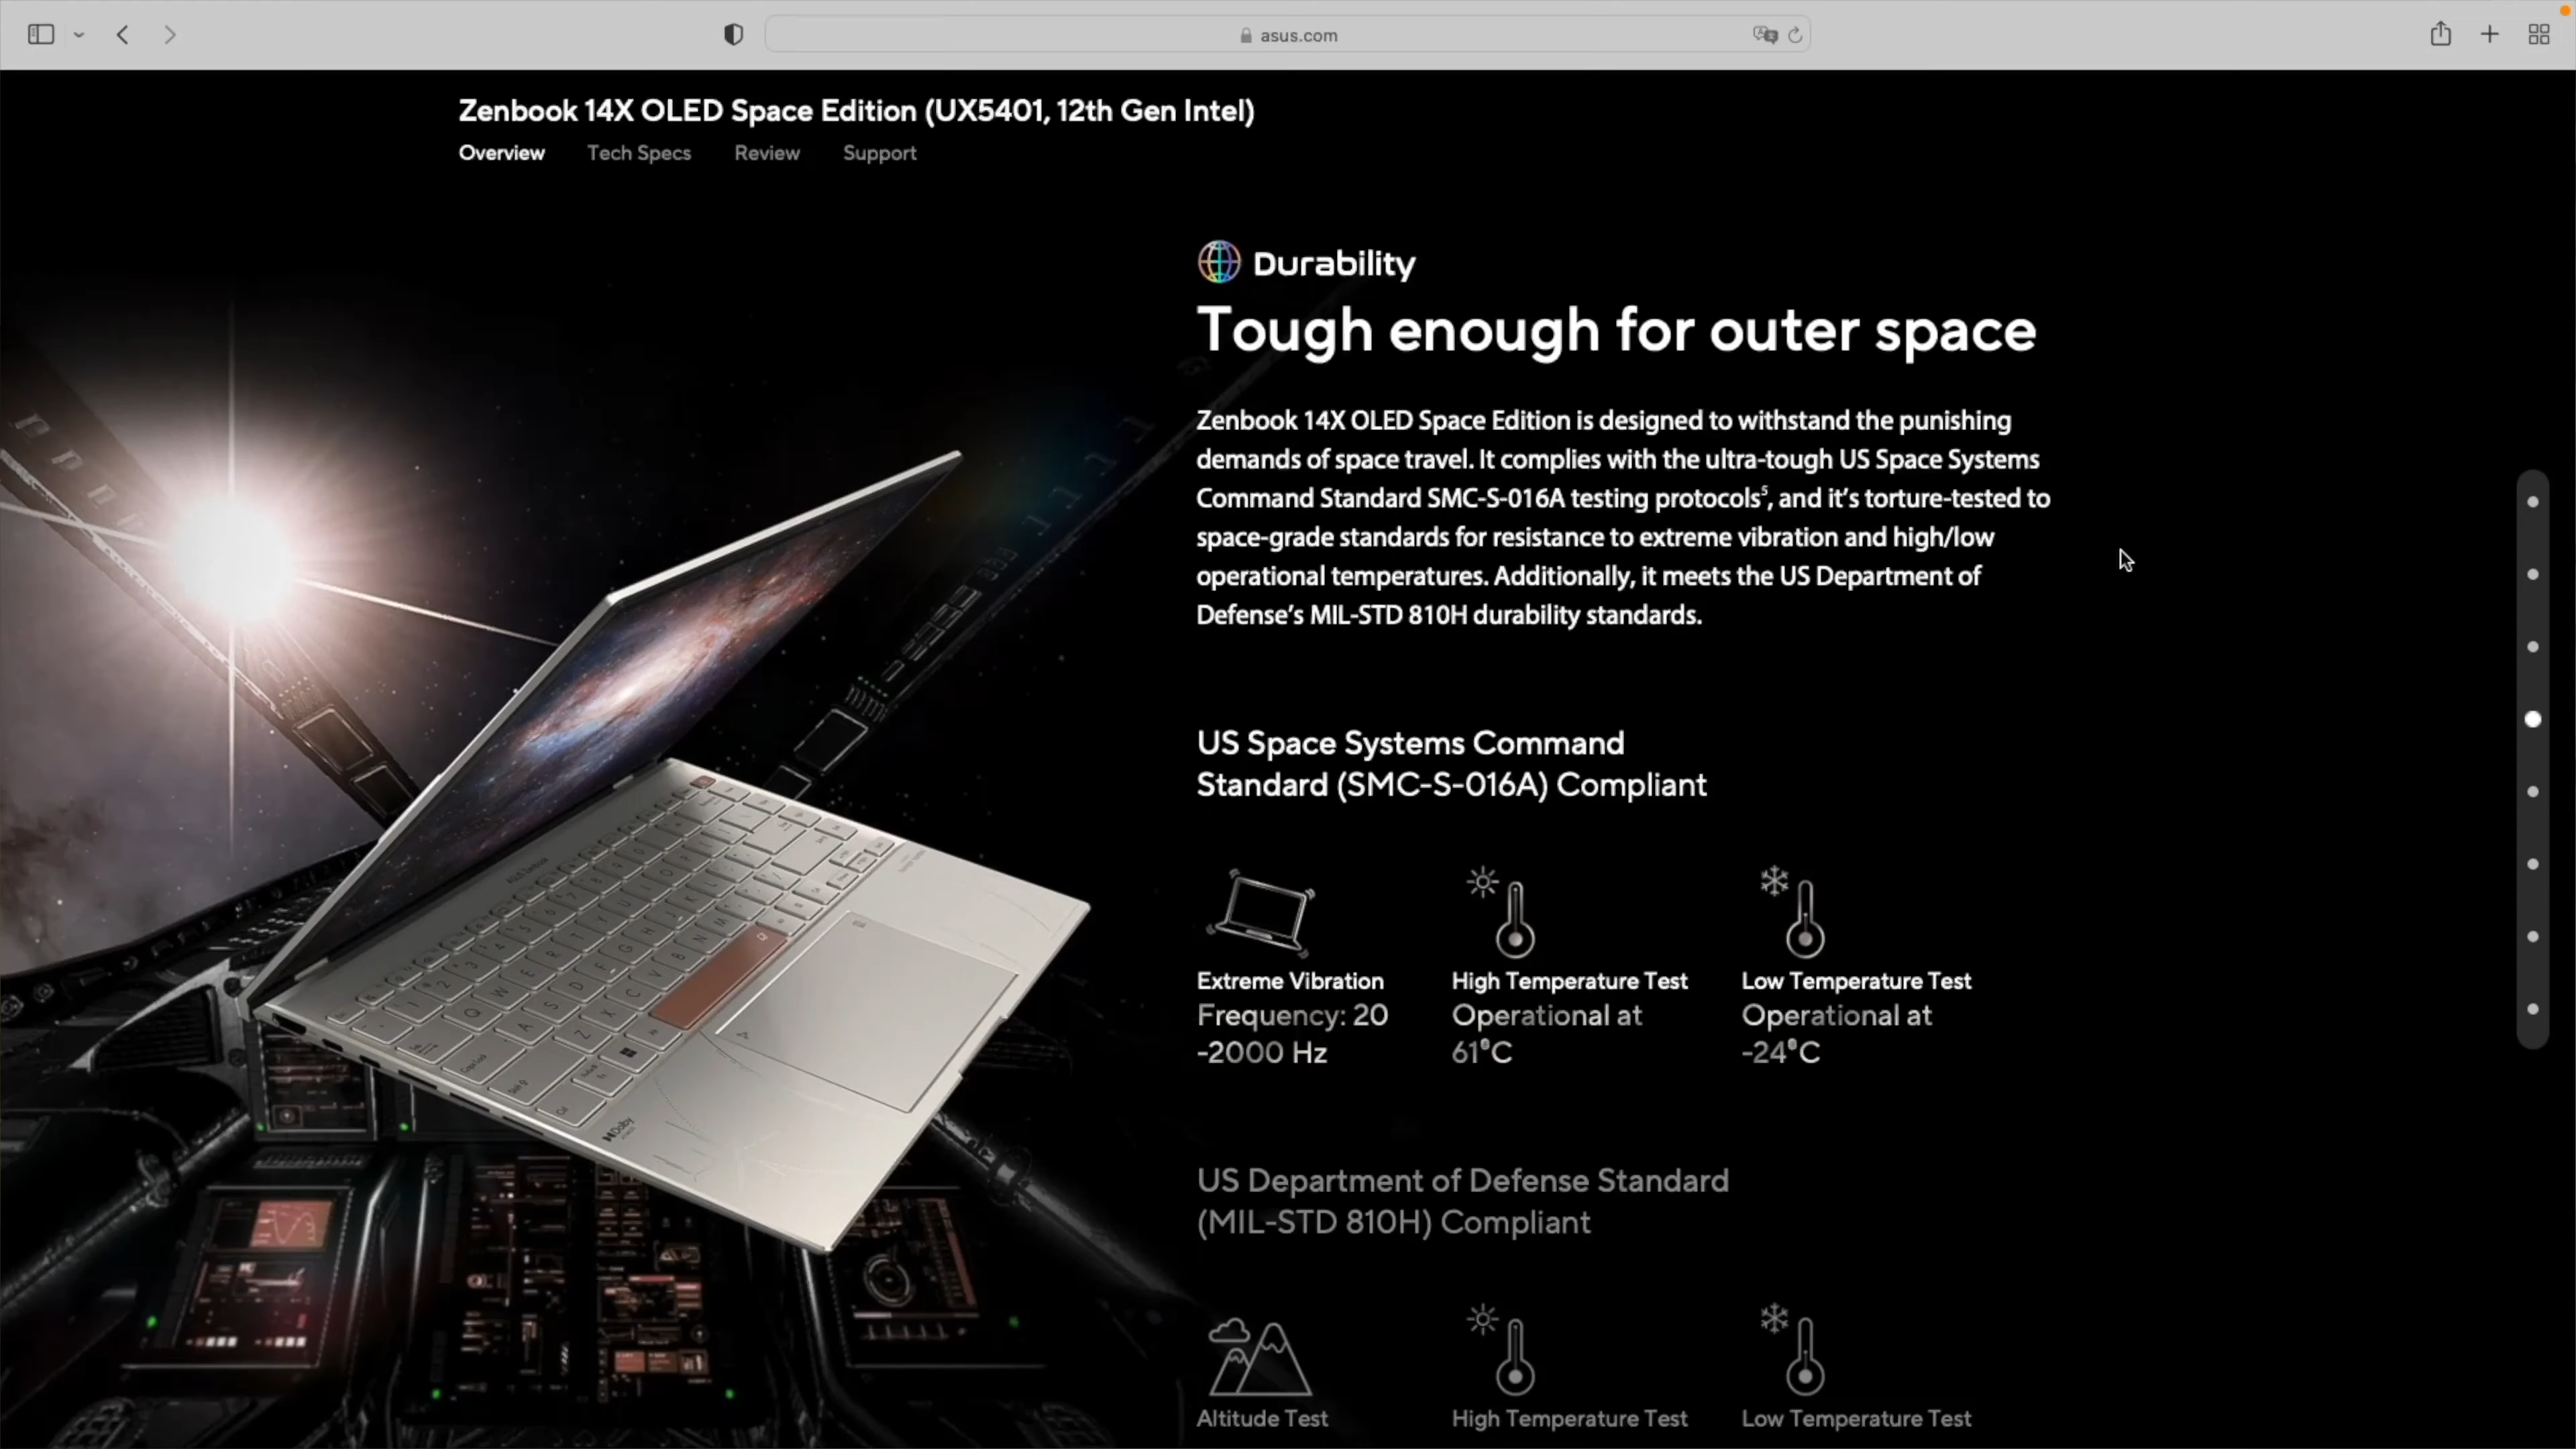 asus.com
Zenbook 14X OLED Space Edition (UX5401, 12th Gen Intel)
Overview Tech Specs Review Support
Durability
Tough enough for outer space
Zenbook 14X OLED Space Edition is designed to withstand the punishing
demands of space travel. It complies with the ultra-tough US Space Systems
Command Standard SMC-S-016A testing protocols⁵, and it's torture-tested to
space-grade standards for resistance to extreme vibration and high/low
operational temperatures. Additionally, it meets the US Department of
Defense's MIL-STD 810H durability standards.
US Space Systems Command
Standard (SMC-S-016A) Compliant
Extreme Vibration High Temperature Test Low Temperature Test
Frequency: 20 Operational at Operational at
-2000 Hz 61°C -24°C
US Department of Defense Standard
(MIL-STD 810H) Compliant
Altitude Test High Temperature Test Low Temperature Test